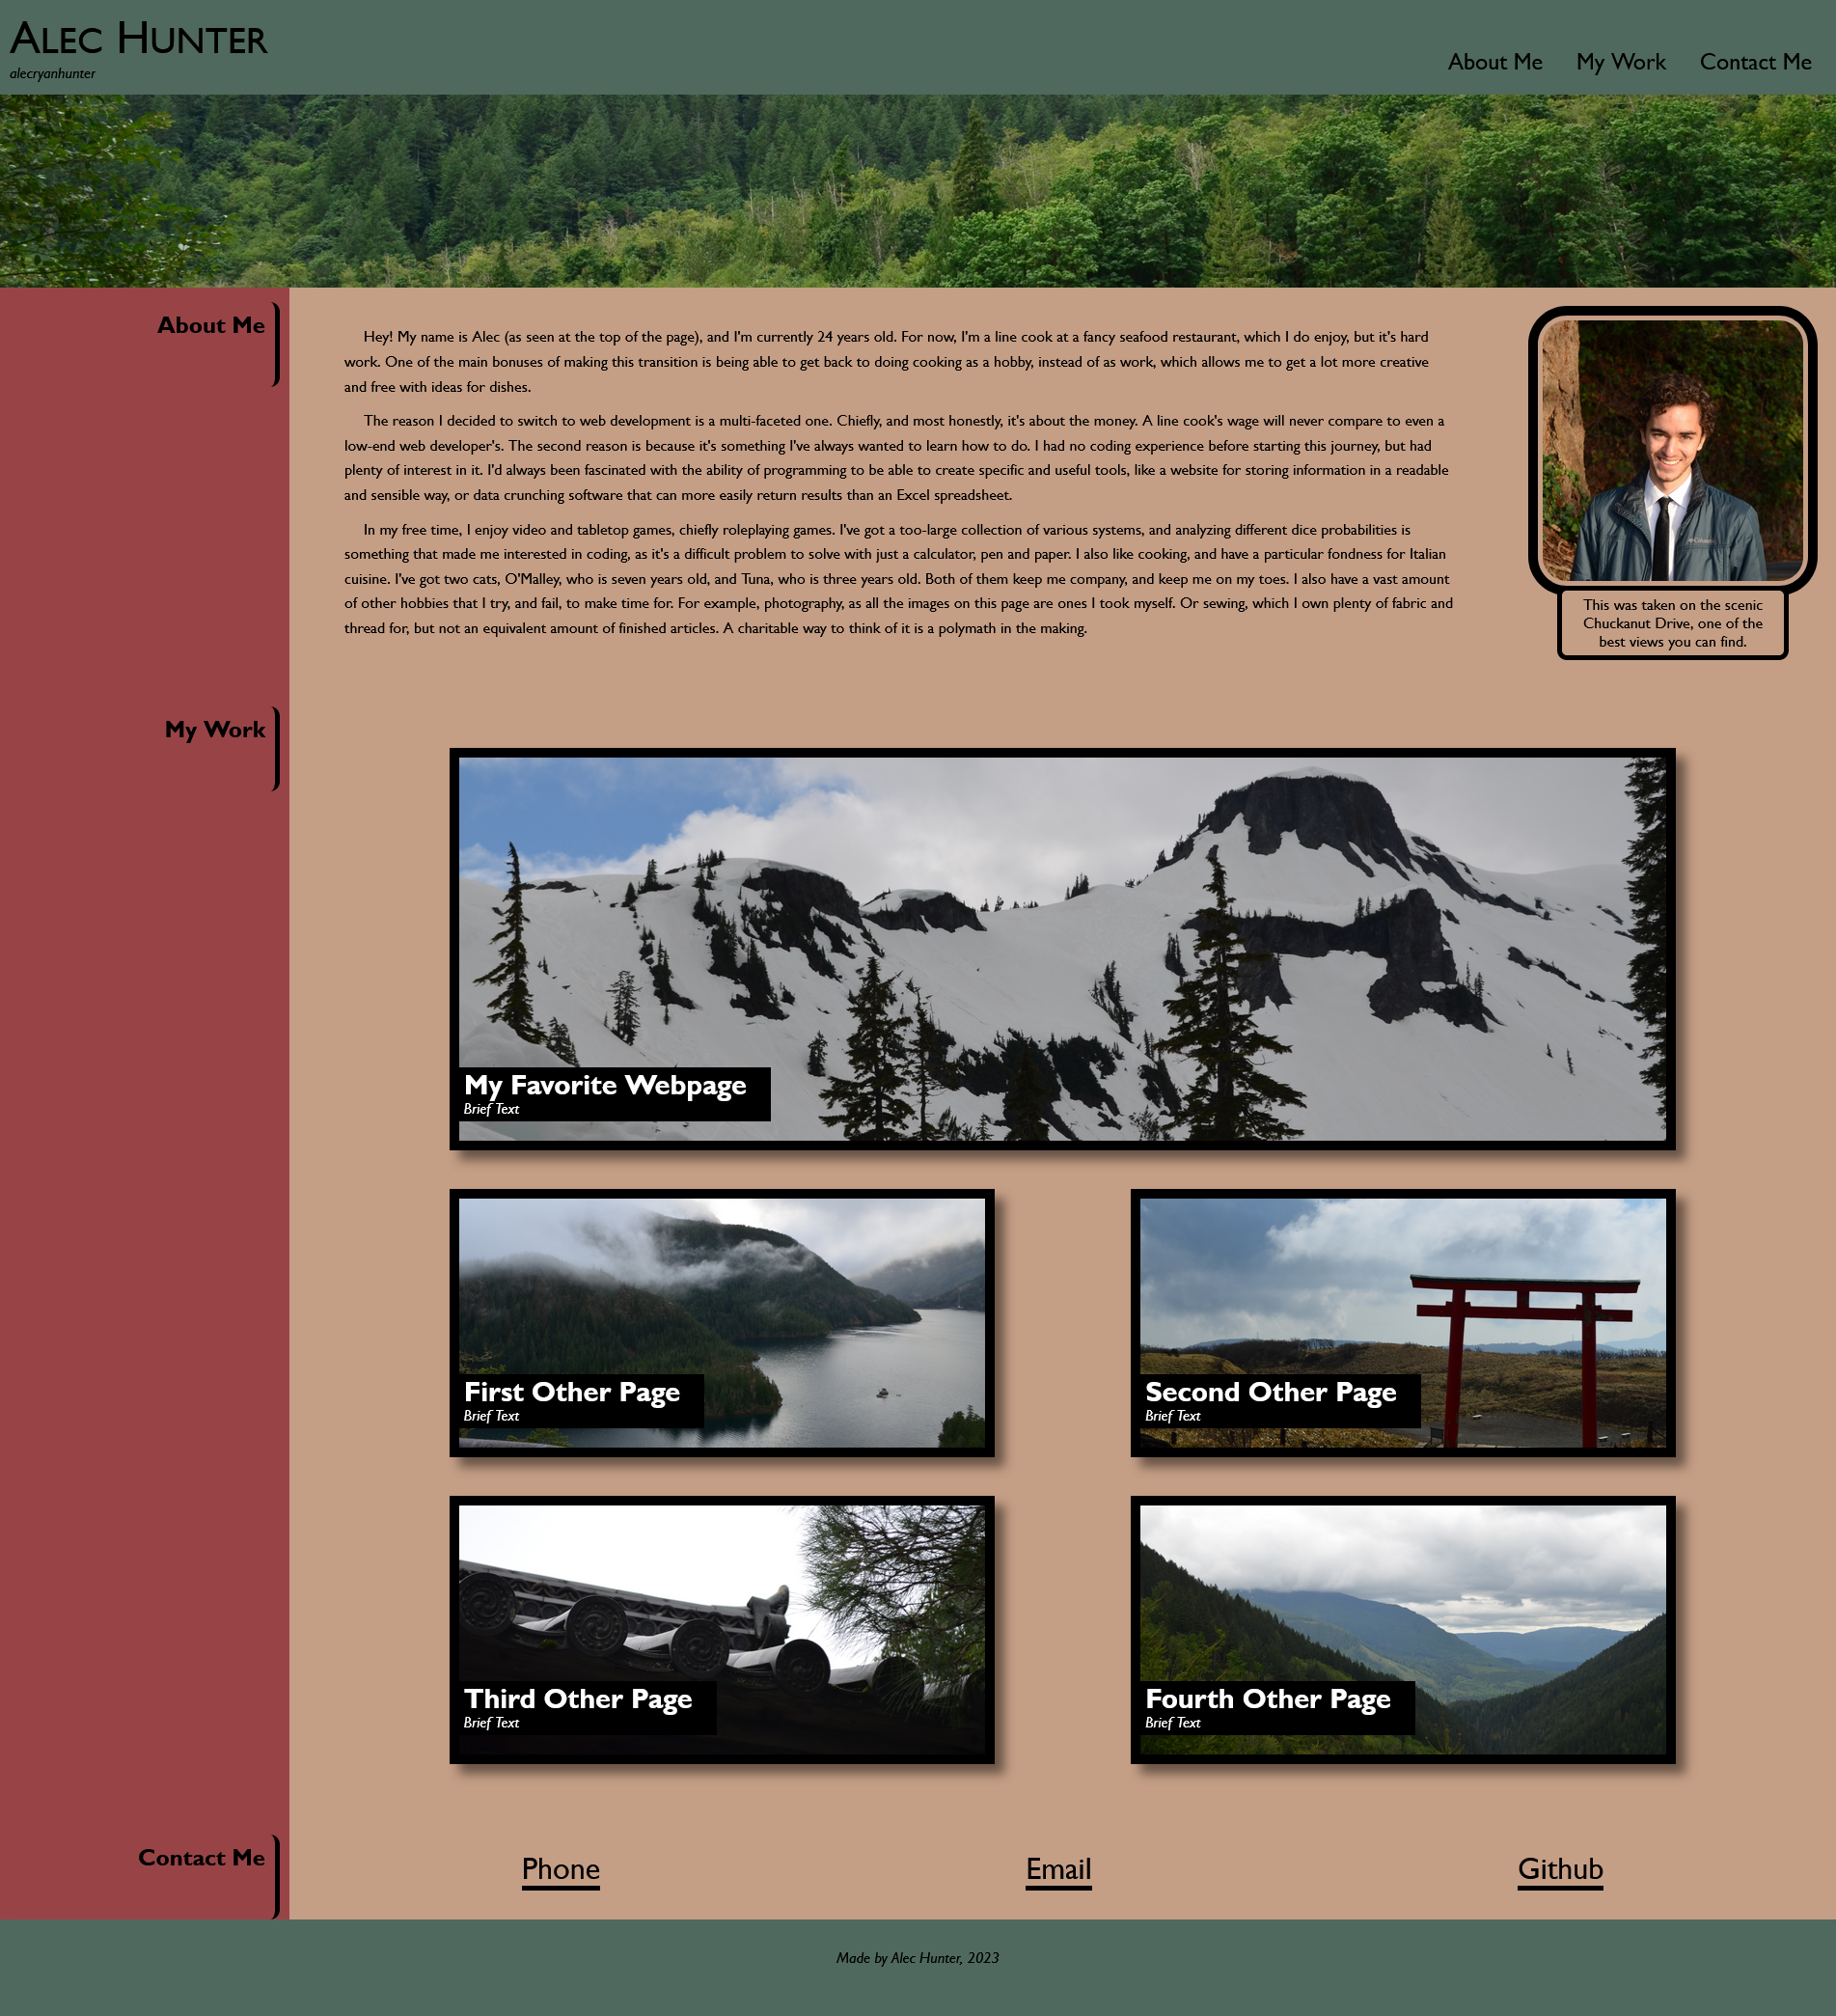 ALEC HUNTER
alecryanhunter
About Me My Work Contact Me
About Me
Hey! My name is Alec (as seen at the top of the page), and I'm currently 24 years old. For now, I'm a line cook at a fancy seafood restaurant, which I do enjoy, but it's hard
work. One of the main bonuses of making this transition is being able to get back to doing cooking as a hobby, instead of as work, which allows me to get a lot more creative
and free with ideas for dishes.
The reason I decided to switch to web development is a multi-faceted one. Chiefly, and most honestly, it's about the money. A line cook's wage will never compare to even a
low-end web developer's. The second reason is because it's something I've always wanted to learn how to do. I had no coding experience before starting this journey, but had
plenty of interest in it. I'd always been fascinated with the ability of programming to be able to create specific and useful tools, like a website for storing information in a readable
and sensible way, or data crunching software that can more easily return results than an Excel spreadsheet.
In my free time, I enjoy video and tabletop games, chiefly roleplaying games. I've got a too-large collection of various systems, and analyzing different dice probabilities is
something that made me interested in coding, as it's a difficult problem to solve with just a calculator, pen and paper. I also like cooking, and have a particular fondness for Italian
cuisine. I've got two cats, O'Malley, who is seven years old, and Tuna, who is three years old. Both of them keep me company, and keep me on my toes. I also have a vast amount
of other hobbies that I try, and fail, to make time for. For example, photography, as all the images on this page are ones I took myself. Or sewing, which I own plenty of fabric and
thread for, but not an equivalent amount of finished articles. A charitable way to think of it is a polymath in the making.
Columbia
This was taken on the scenic
Chuckanut Drive, one of the
best views you can find.
My Work
My Favorite Webpage
Brief Text
First Other Page
Brief Text
Second Other Page
Brief Text
Third Other Page
Brief Text
Fourth Other Page
Brief Text
Contact Me
Phone
Email
Github
Made by Alec Hunter, 2023